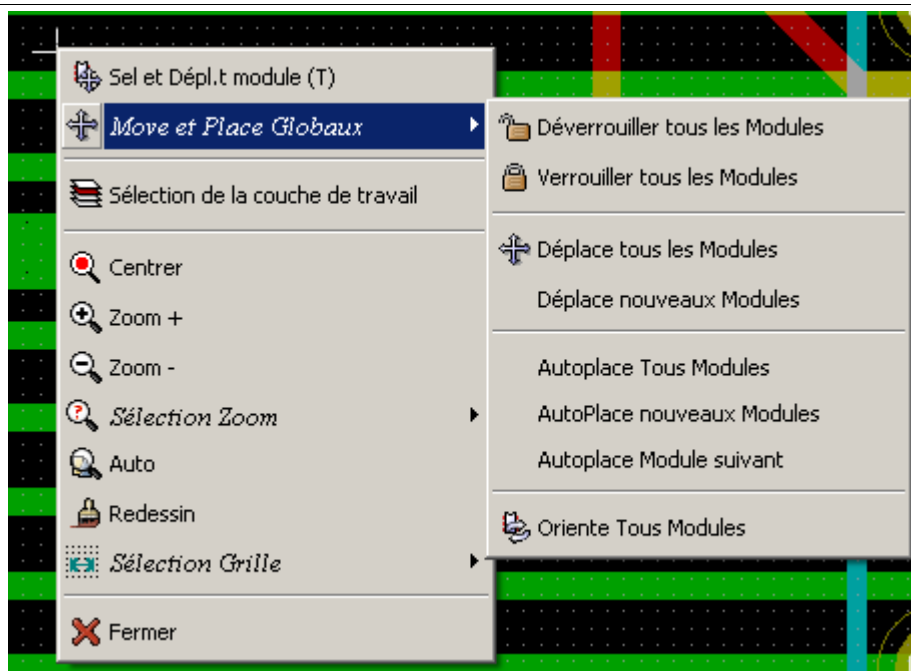 Sel et Dépl.t module (T)
Move et Place Globaux
Sélection de la couche de travail
Centrer
Zoom +
Zoom -
Sélection Zoom
Auto
Redessin
Sélection Grille
Fermer
Déverrouiller tous les Modules
Verrouiller tous les Modules
Déplace tous les Modules
Déplace nouveaux Modules
Autoplace Tous Modules
AutoPlace nouveaux Modules
Autoplace Module suivant
Oriente Tous Modules